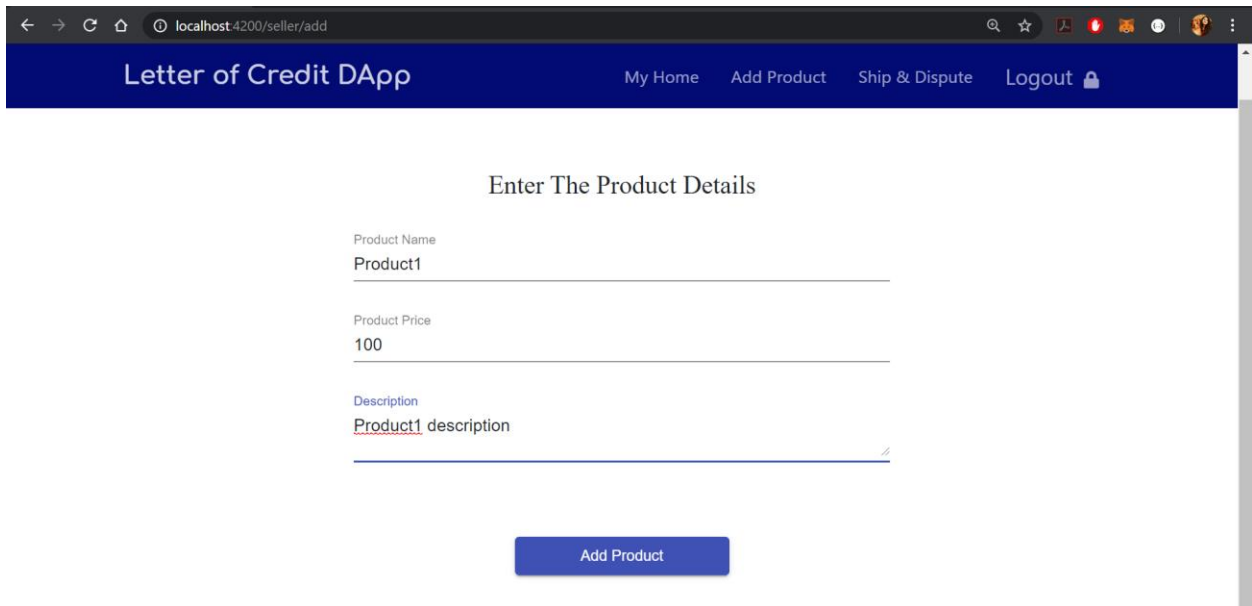 localhost:4200/seller/add
Letter of Credit DApp My Home Add Product Ship & Dispute Logout
Enter The Product Details
Product Name
Product1
Product Price
100
Description
Product1 description
Add Product